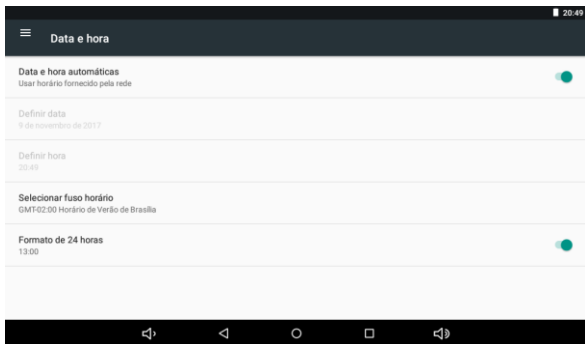 20:49
Data e hora
Data e hora automáticas
Usar horário fornecido pela rede
Definir data
9 de novembro de 2017
Definir hora
20:49
Selecionar fuso horário
GMT-02:00 Horário de Verão de Brasília
Formato de 24 horas
13:00